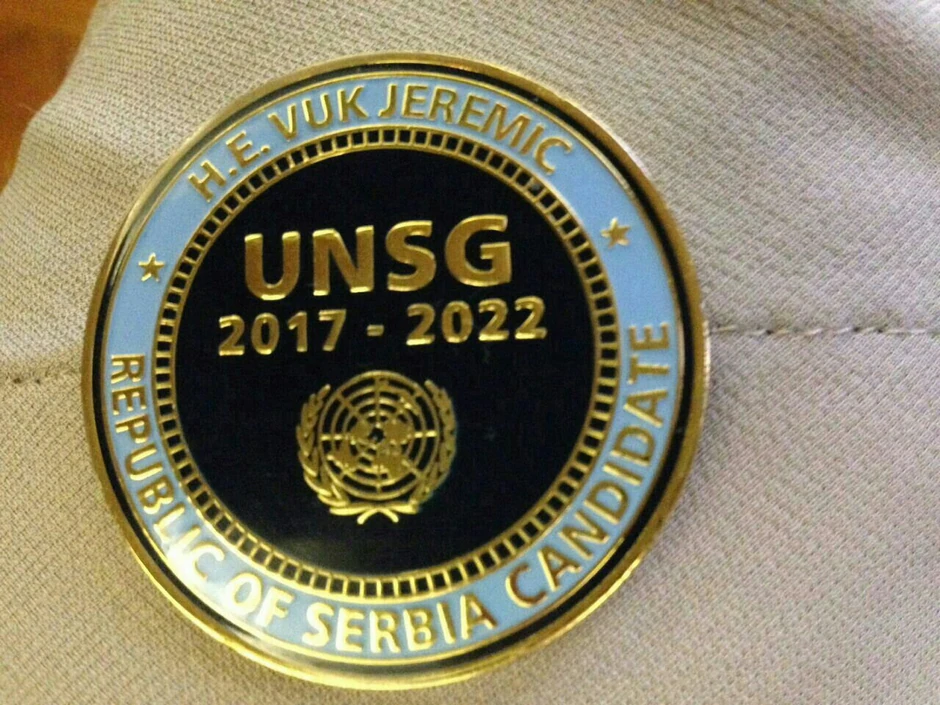 H.E. VUK JEREMIC
UNSG
2017 - 2022
REPUBLIC OF SERBIA CANDIDATE